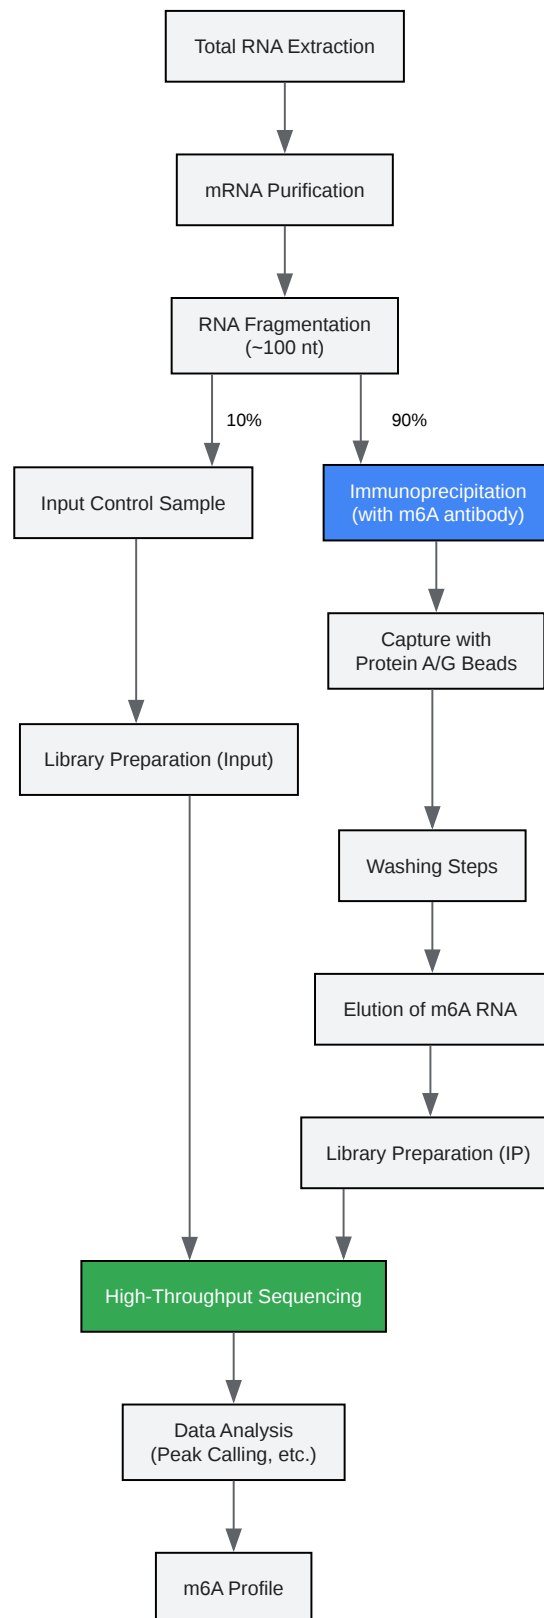 Total RNA Extraction
mRNA Purification
RNA Fragmentation
(~100 nt)
10%
90%
Input Control Sample
Immunoprecipitation
(with m6A antibody)
Capture with
Protein A/G Beads
Library Preparation (Input)
Washing Steps
Elution of m6A RNA
Library Preparation (IP)
High-Throughput Sequencing
Data Analysis
(Peak Calling, etc.)
m6A Profile